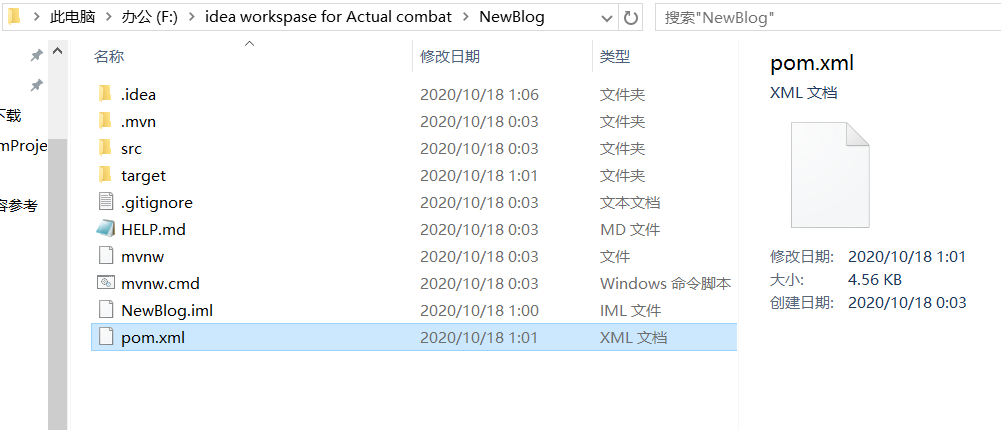 此电脑 > 办公 (F:) > idea workspase for Actual combat > NewBlog
搜索"NewBlog"
下载
mProje
容参考
名称 修改日期 类型
.idea 2020/10/18 1:06 文件夹
.mvn 2020/10/18 0:03 文件夹
src 2020/10/18 0:03 文件夹
target 2020/10/18 1:01 文件夹
.gitignore 2020/10/18 0:03 文本文档
HELP.md 2020/10/18 0:03 MD 文件
mvnw 2020/10/18 0:03 文件
mvnw.cmd 2020/10/18 0:03 Windows 命令脚本
NewBlog.iml 2020/10/18 1:00 IML 文件
pom.xml 2020/10/18 1:01 XML 文档
pom.xml
XML 文档
修改日期: 2020/10/18 1:01
大小: 4.56 KB
创建日期: 2020/10/18 0:03